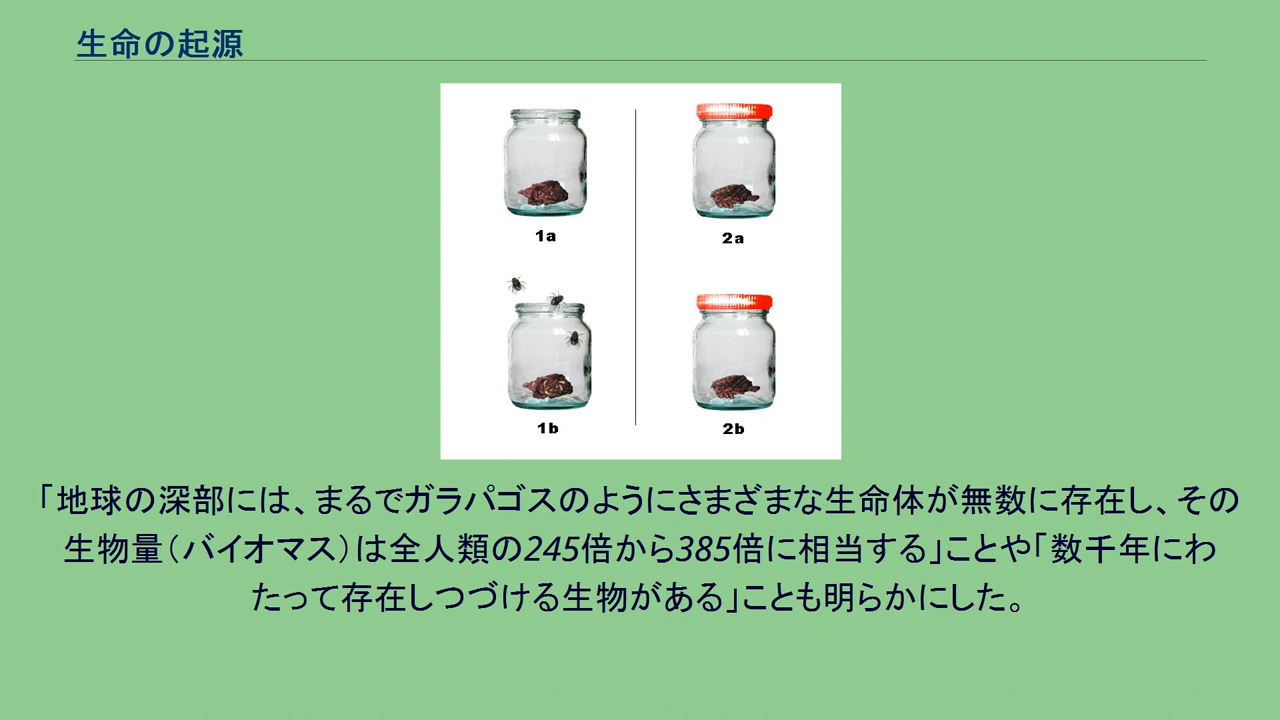 生命の起源
1a
2a
1b
2b
「地球の深部には、まるでガラパゴスのようにさまざまな生命体が無数に存在し、その
生物量（バイオマス）は全人類の245倍から385倍に相当する」ことや「数千年にわ
たって存在しつづける生物がある」ことも明らかにした。